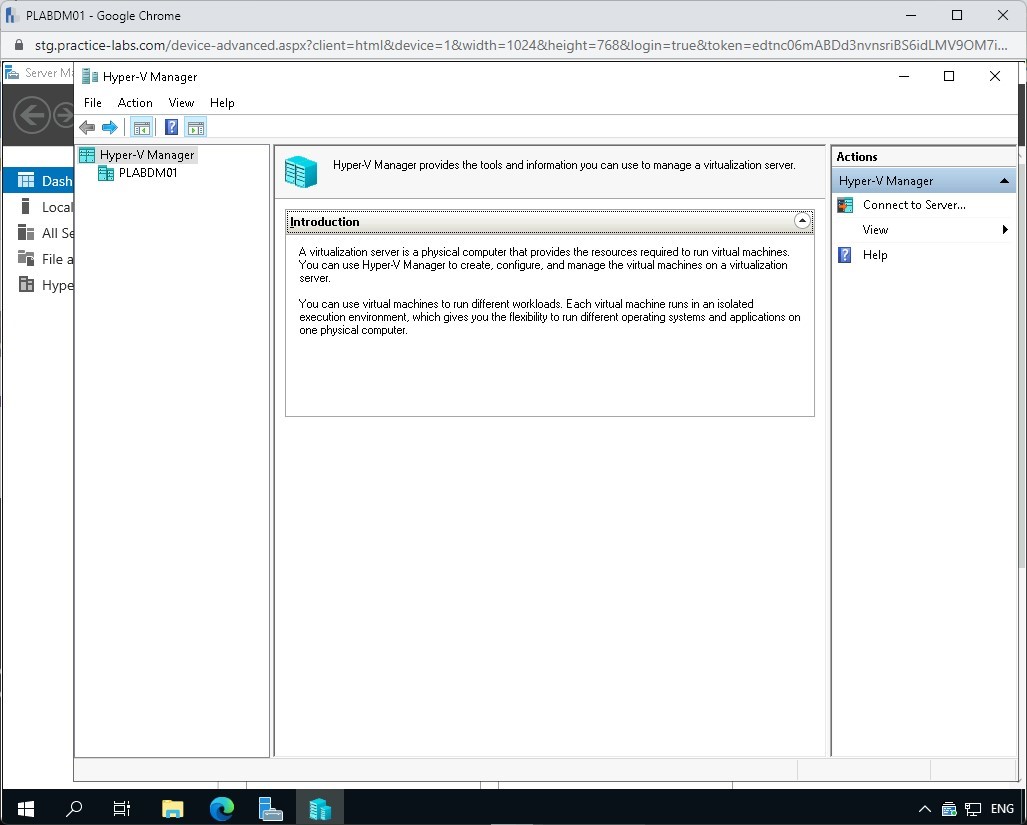 PLABDM01 - Google Chrome
stg.practice-labs.com/device-advanced.aspx?client=html&device=1&width=1024&height=768&login=true&token=edtnc06mABDd3nvnsriBS6idLMV9OM7i...
Server Ma
Hyper-V Manager
File Action View Help
Dash
Local
All Se
File a
Hype
Hyper-V Manager
PLABDM01
Hyper-V Manager provides the tools and information you can use to manage a virtualization server.
Introduction
A virtualization server is a physical computer that provides the resources required to run virtual machines.
You can use Hyper-V Manager to create, configure, and manage the virtual machines on a virtualization
server.
You can use virtual machines to run different workloads. Each virtual machine runs in an isolated
execution environment, which gives you the flexibility to run different operating systems and applications on
one physical computer.
Actions
Hyper-V Manager
Connect to Server...
View
Help
ENG